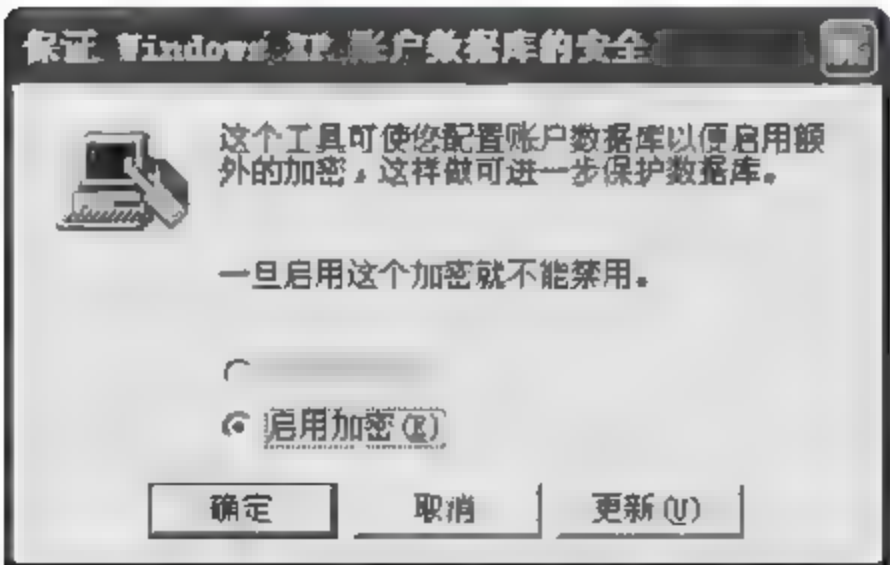 保证 Windows XP 账户数据库的安全
这个工具可使您配置账户数据库以便启用额
外的加密，这样做可进一步保护数据库。
一旦启用这个加密就不能禁用。
启用加密(E)
确定
取消
更新(U)